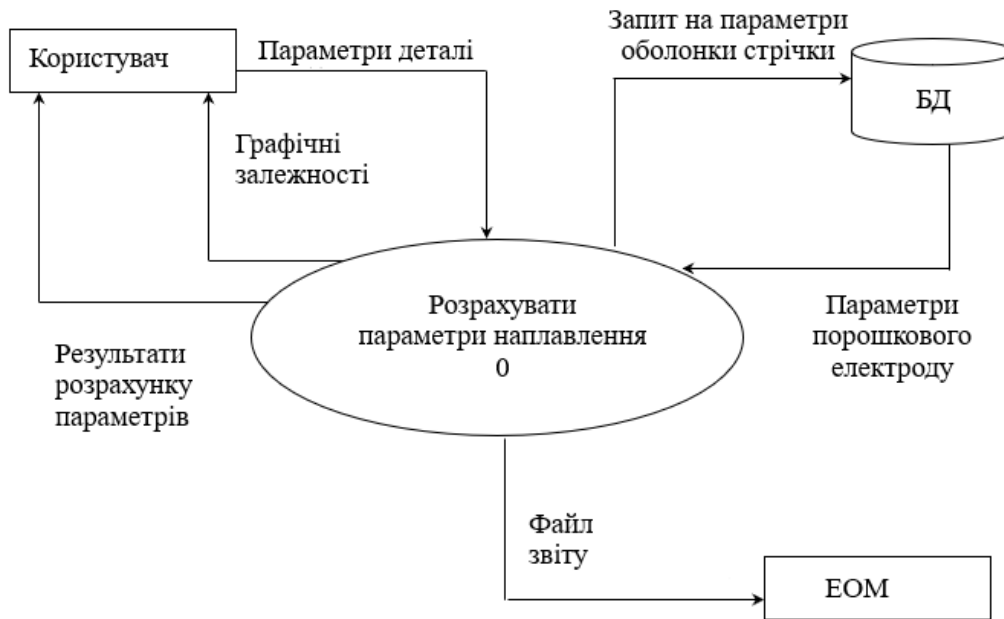 Запит на параметри
оболонки стрічки
Користувач
Параметри деталі
БД
Графічні
залежності
Розрахувати
параметри наплавлення
0
Параметри
порошкового
електроду
Результати
розрахунку
параметрів
Файл
звіту
ЕОМ